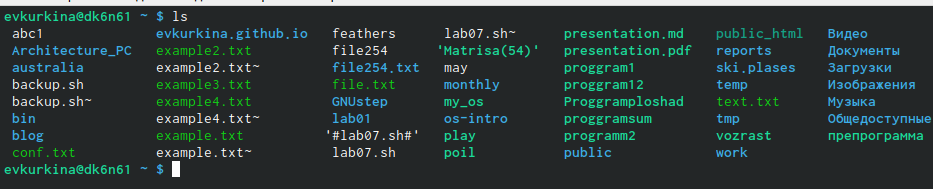 evkurkina@dk6n61 ~ $ ls
abc1 evkurkina.github.io feathers lab07.sh~ presentation.md public_html Видео
Architecture_PC example2.txt file254 'Matrisa(54)' presentation.pdf reports Документы
australia example2.txt~ file254.txt may proggram1 ski.plases Загрузки
backup.sh example3.txt file.txt monthly proggram12 temp Изображения
backup.sh~ example4.txt GNUstep my_os Proggramploshad text.txt Музыка
bin example4.txt~ lab01 os-intro proggramsum tmp Общедоступные
blog example.txt '#lab07.sh#' play programm2 vozrast препрограмма
conf.txt example.txt~ lab07.sh poil public work
evkurkina@dk6n61 ~ $